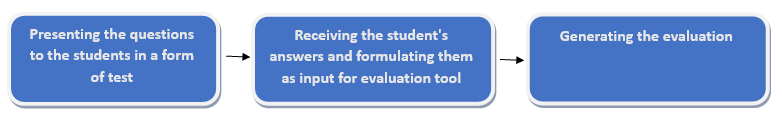 Presenting the questions
to the students in a form
of test
Receiving the student's
answers and formulating them
as input for evaluation tool
Generating the evaluation